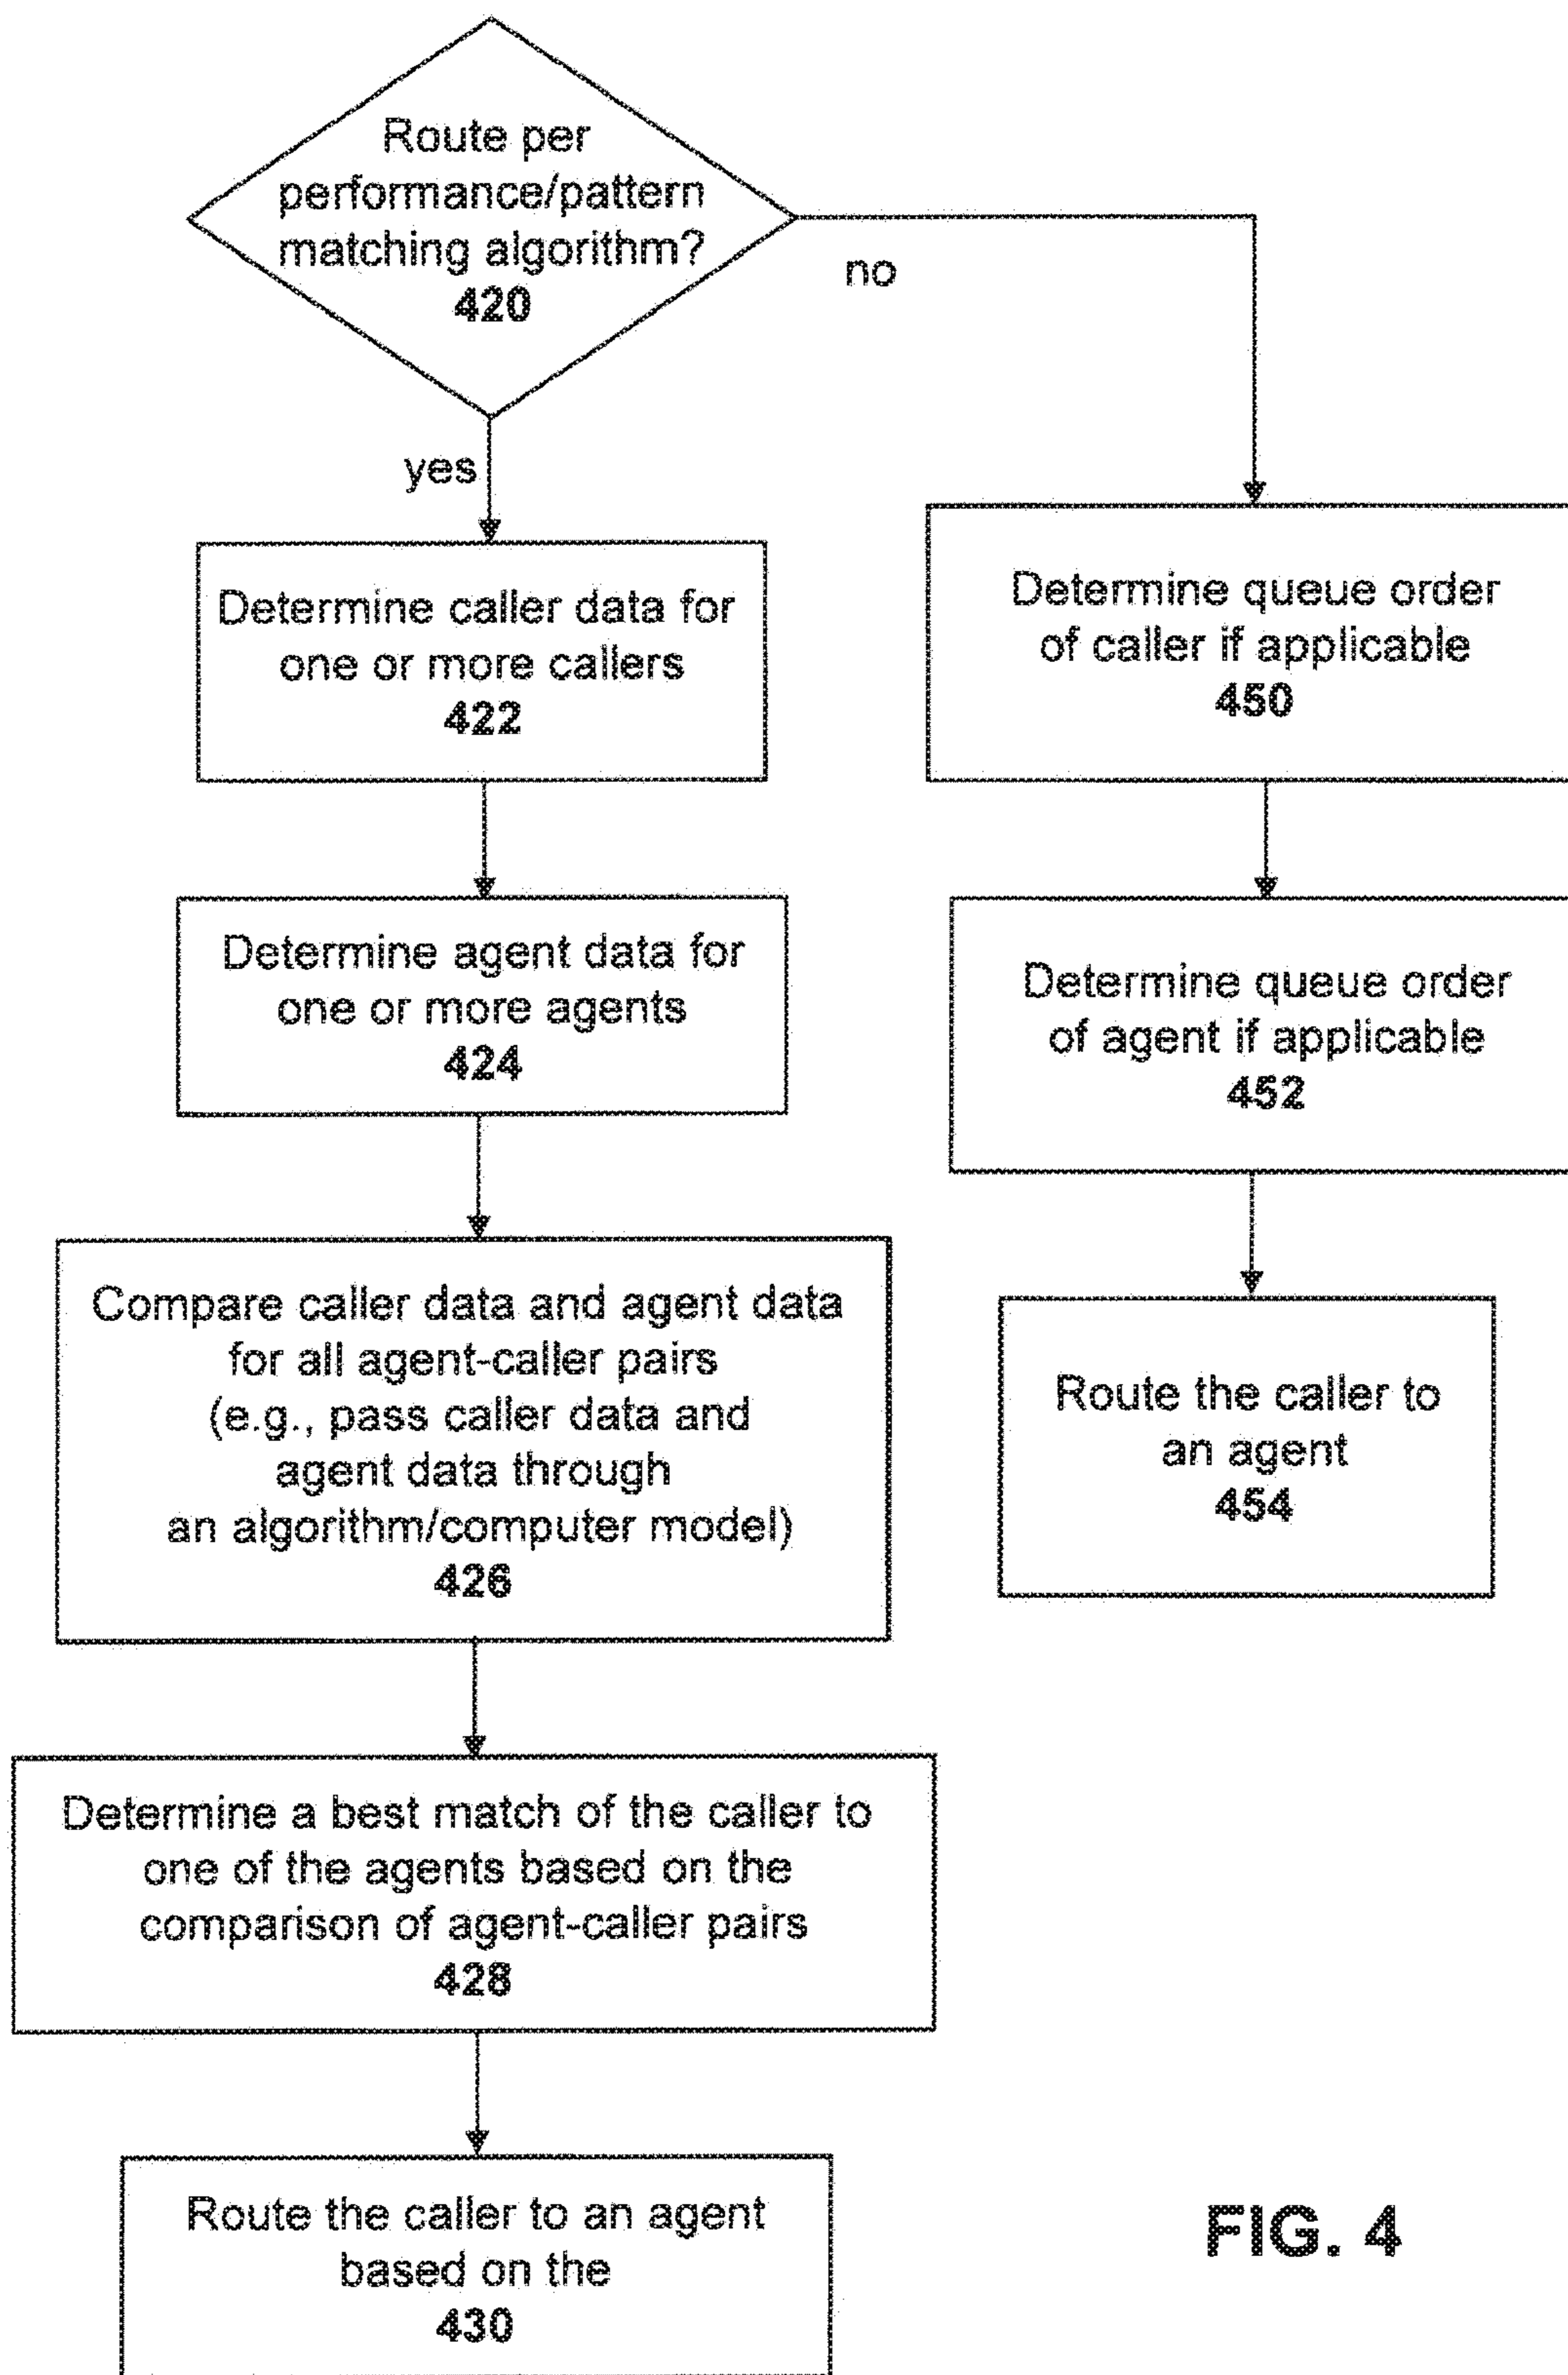 Route per
performance/pattern
matching algorithm?
420
no
yes
Determine caller data for
one or more callers
422
Determine queue order
of caller if applicable
450
Determine agent data for
one or more agents
424
Determine queue order
of agent if applicable
452
Compare caller data and agent data
for all agent-caller pairs
(e.g., pass caller data and
agent data through
an algorithm/computer model)
426
Route the caller to
an agent
454
Determine a best match of the caller to
one of the agents based on the
comparison of agent-caller pairs
428
Route the caller to an agent
based on the
430
FIG. 4